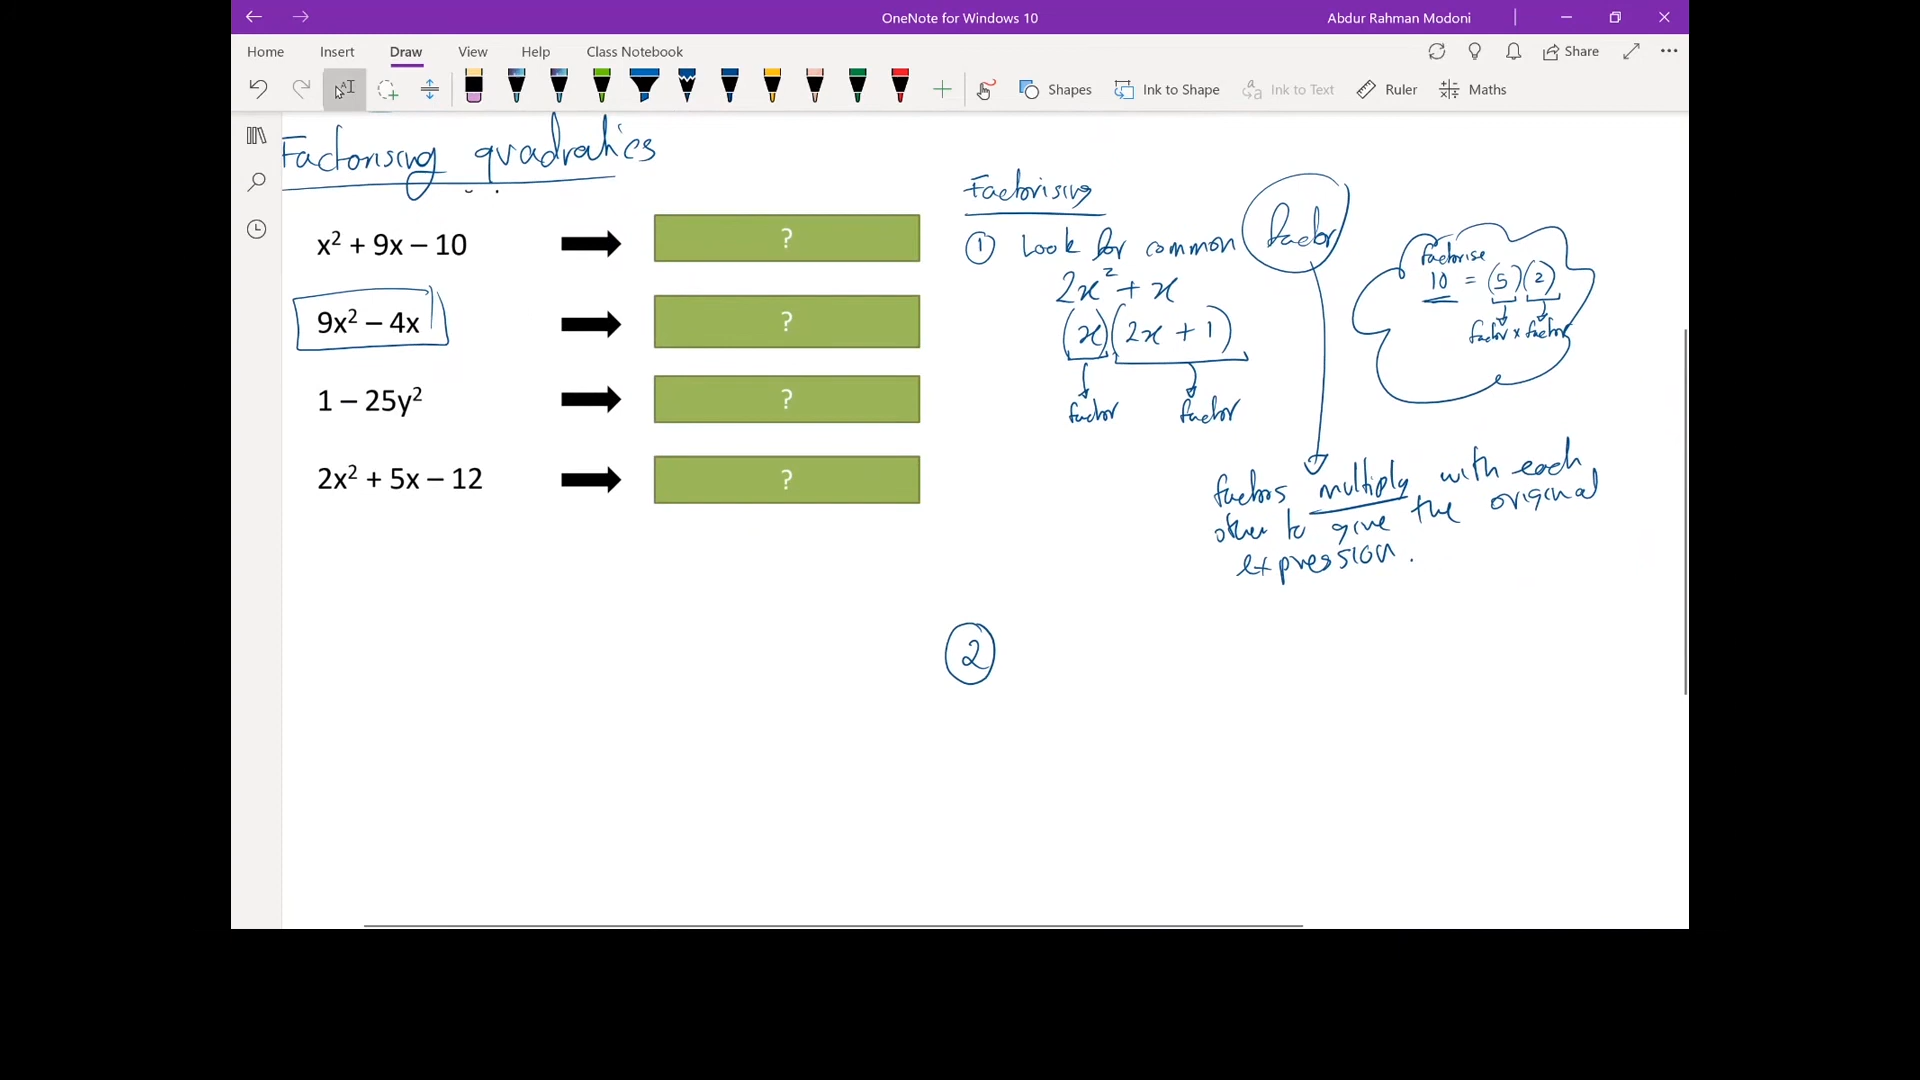 OneNote for Windows 10
Abdur Rahman Modoni
Home Insert Draw View Help Class Notebook
Share
Shapes Ink to Shape Ink to Text Ruler Maths
Factorising quadratics
x² + 9x – 10 ?
9x² – 4x ?
1 – 25y² ?
2x² + 5x – 12 ?
Factorising
① Look for common factor
2x² + x
(x)(2x + 1)
factor factor
factorise
10 = (5)(2)
factor x factor
factors multiply with each
other to give the original
expression.
②